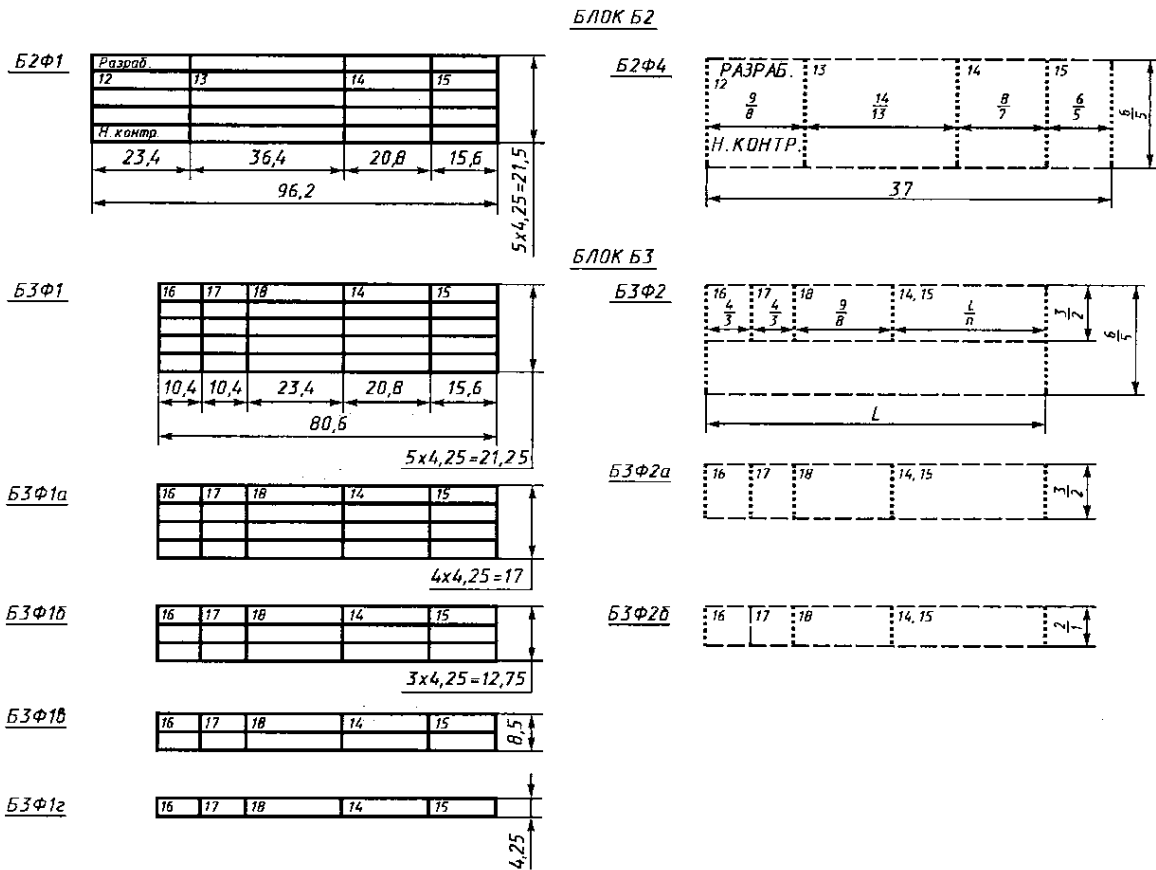 БЛОК Б2
Б2Ф1
Разраб.
12 13 14 15
Н. контр.
23,4 36,4 20,8 15,6
96,2
5х4,25=21,5
Б2Ф4
РАЗРАБ.
12 13 14 15
9/8 14/13 8/7 6/5
6/5
Н.КОНТР.
37
БЛОК Б3
Б3Ф1
16 17 18 14 15
10,4 10,4 23,4 20,8 15,6
80,6
5х4,25=21,25
Б3Ф2
16 17 18 14, 15
4/3 4/3 9/8 l/n
3/2
6/5
L
Б3Ф1а
16 17 18 14 15
4х4,25=17
Б3Ф2а
16 17 18 14, 15
3/2
Б3Ф1б
16 17 18 14 15
3х4,25=12,75
Б3Ф2б
16 17 18 14, 15
2/1
Б3Ф1в
16 17 18 14 15
8,5
Б3Ф1г
16 17 18 14 15
4,25